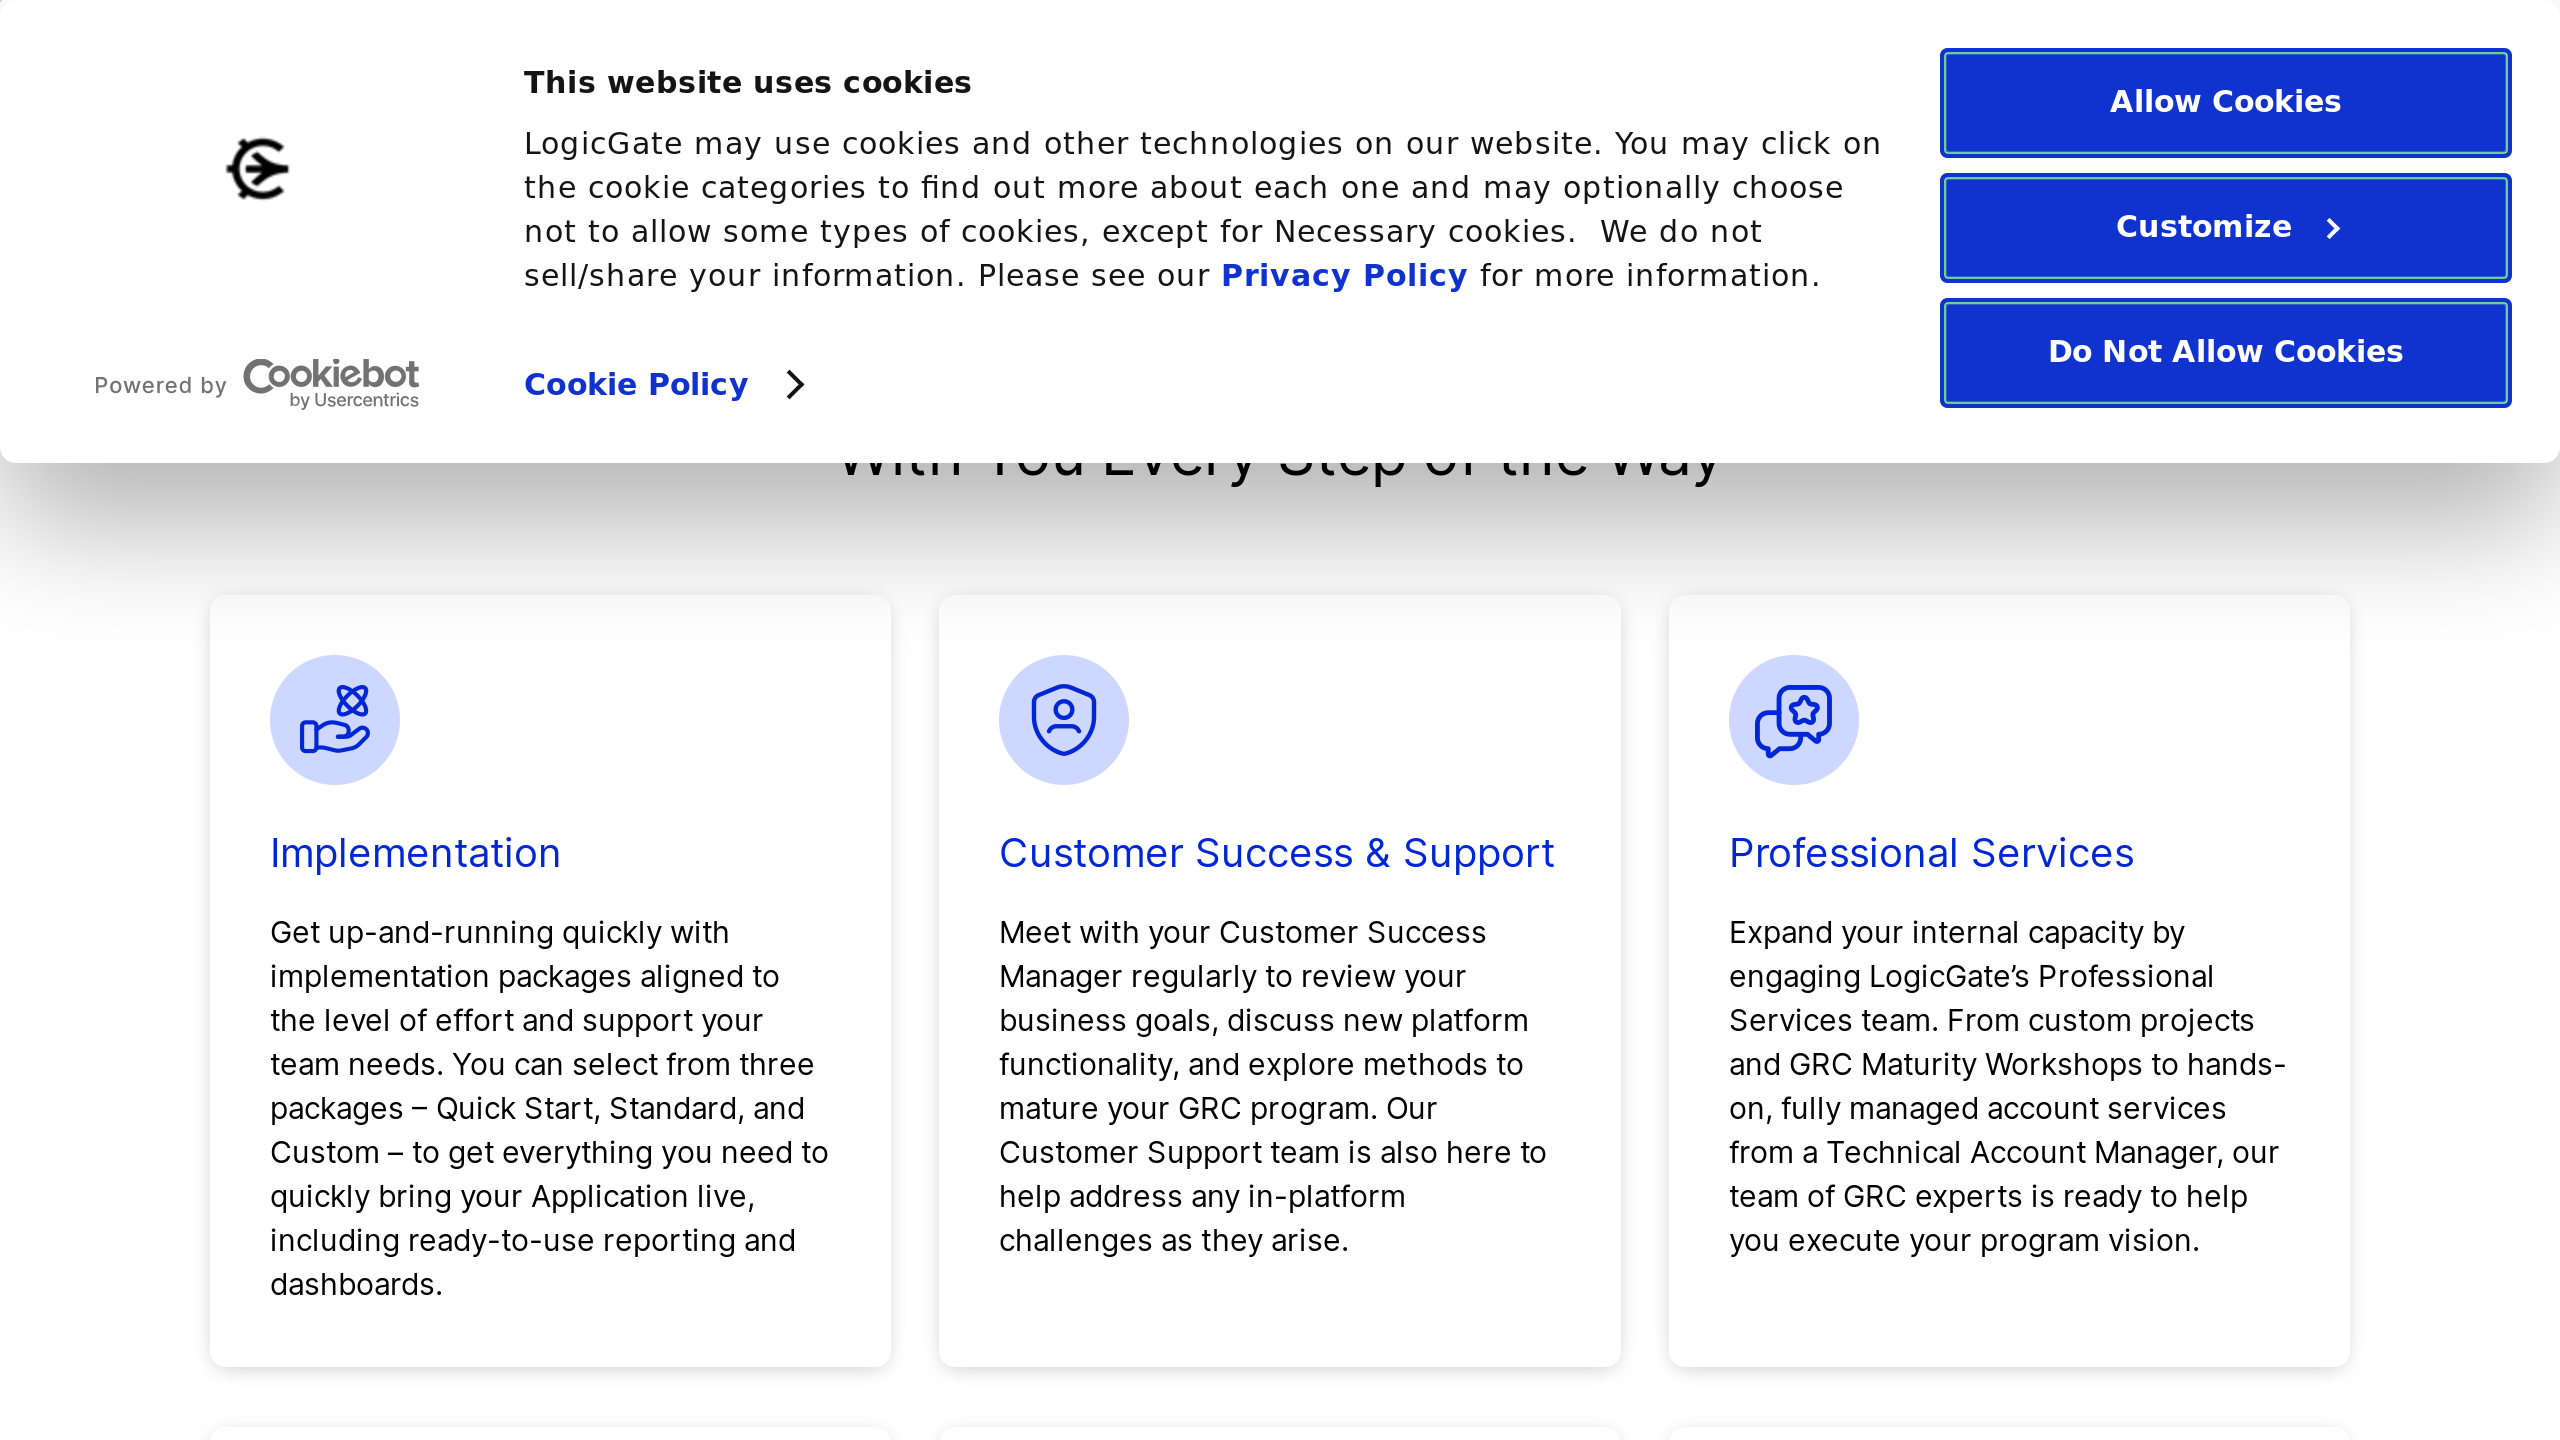 This website uses cookies
LogicGate may use cookies and other technologies on our website. You may click on
the cookie categories to find out more about each one and may optionally choose
not to allow some types of cookies, except for Necessary cookies.  We do not
sell/share your information. Please see our Privacy Policy for more information.
Powered by Cookiebot
by Usercentrics
Cookie Policy
Allow Cookies
Customize
Do Not Allow Cookies
With You Every Step of the Way
Implementation
Get up-and-running quickly with
implementation packages aligned to
the level of effort and support your
team needs. You can select from three
packages – Quick Start, Standard, and
Custom – to get everything you need to
quickly bring your Application live,
including ready-to-use reporting and
dashboards.
Customer Success & Support
Meet with your Customer Success
Manager regularly to review your
business goals, discuss new platform
functionality, and explore methods to
mature your GRC program. Our
Customer Support team is also here to
help address any in-platform
challenges as they arise.
Professional Services
Expand your internal capacity by
engaging LogicGate’s Professional
Services team. From custom projects
and GRC Maturity Workshops to hands-
on, fully managed account services
from a Technical Account Manager, our
team of GRC experts is ready to help
you execute your program vision.